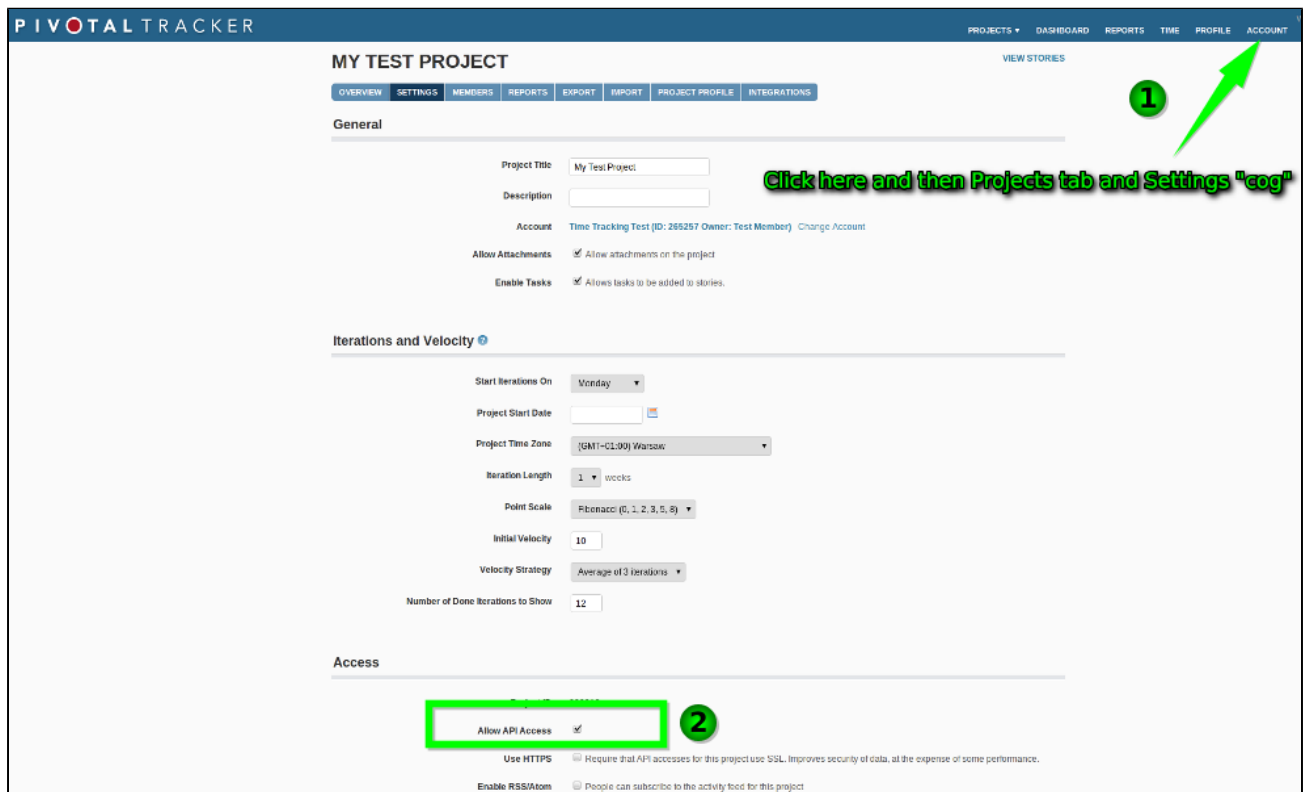 PIVOTAL TRACKER
PROJECTS ▾ DASHBOARD REPORTS TIME PROFILE ACCOUNT
MY TEST PROJECT
VIEW STORIES
OVERVIEW SETTINGS MEMBERS REPORTS EXPORT IMPORT PROJECT PROFILE INTEGRATIONS
1
General
Project Title My Test Project
Click here and then Projects tab and Settings "cog"
Description
Account Time Tracking Test (ID: 265257 Owner: Test Member) Change Account
Allow Attachments Allow attachments on the project
Enable Tasks Allows tasks to be added to stories.
Iterations and Velocity ?
Start Iterations On Monday
Project Start Date
Project Time Zone (GMT+01:00) Warsaw
Iteration Length 1 weeks
Point Scale Fibonacci (0, 1, 2, 3, 5, 8)
Initial Velocity 10
Velocity Strategy Average of 3 iterations
Number of Done Iterations to Show 12
Access
Allow API Access
2
Use HTTPS Require that API accesses for this project use SSL. Improves security of data, at the expense of some performance.
Enable RSS/Atom People can subscribe to the activity feed for this project